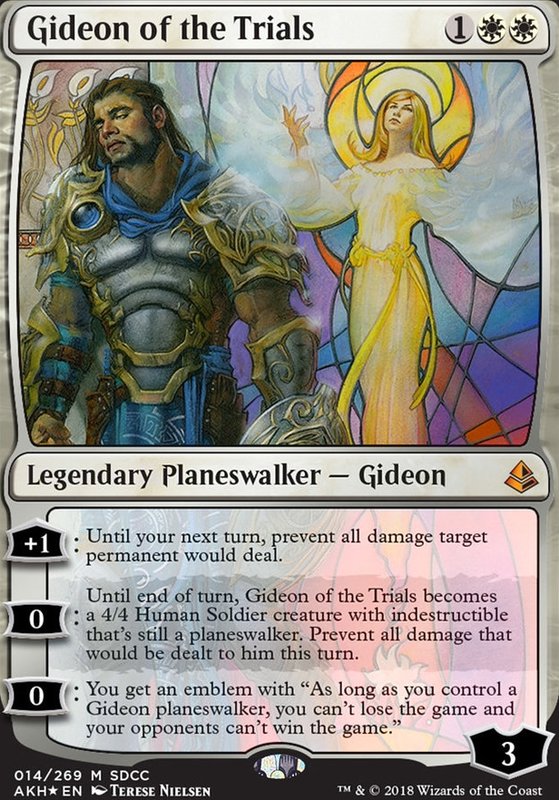 Gideon of the Trials 1
Legendary Planeswalker — Gideon
+1 : Until your next turn, prevent all damage target
permanent would deal.
Until end of turn, Gideon of the Trials becomes
0 : a 4/4 Human Soldier creature with indestructible
that's still a planeswalker. Prevent all damage that
would be dealt to him this turn.
0 : You get an emblem with “As long as you control a
Gideon planeswalker, you can't lose the game and
your opponents can't win the game.”
3
014/269 M SDCC
AKH★EN Terese Nielsen
™ & © 2018 Wizards of the Coast